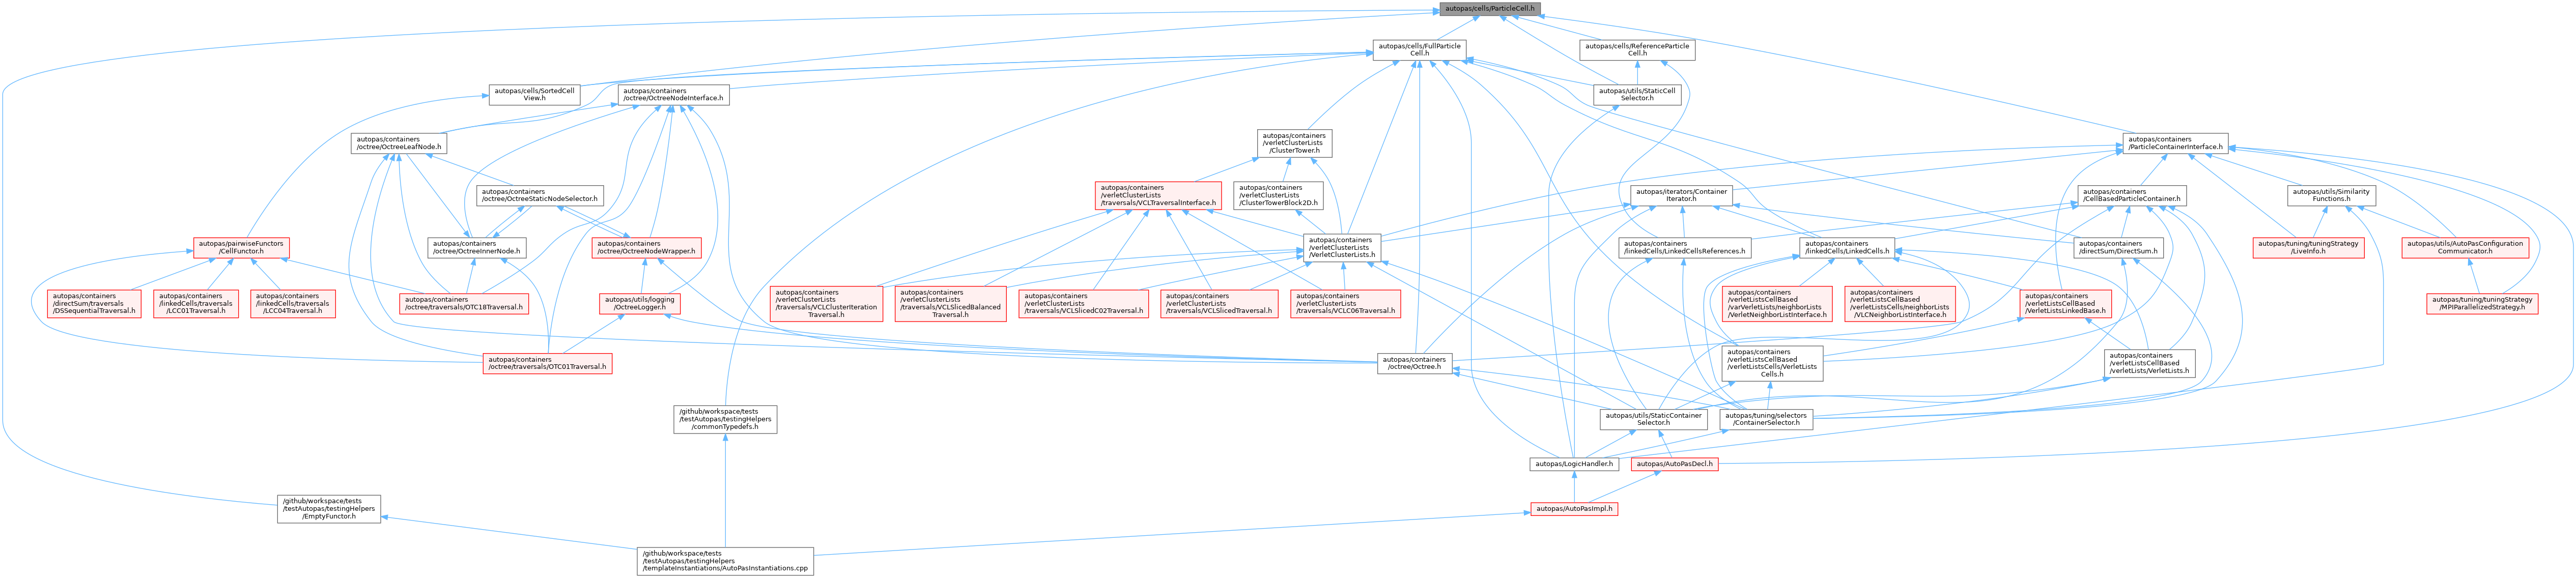 autopas/cells/ParticleCell.h
autopas/cells/FullParticle
Cell.h
autopas/cells/ReferenceParticle
Cell.h
autopas/cells/SortedCell
View.h
autopas/containers
/octree/OctreeNodeInterface.h
autopas/utils/StaticCell
Selector.h
autopas/containers
/octree/OctreeLeafNode.h
autopas/containers
/verletClusterLists
/ClusterTower.h
autopas/containers
/ParticleContainerInterface.h
autopas/containers
/octree/OctreeStaticNodeSelector.h
autopas/containers
/verletClusterLists
/traversals/VCLTraversalInterface.h
autopas/containers
/verletClusterLists
/ClusterTowerBlock2D.h
autopas/iterators/Container
Iterator.h
autopas/containers
/CellBasedParticleContainer.h
autopas/utils/Similarity
Functions.h
autopas/pairwiseFunctors
/CellFunctor.h
autopas/containers
/octree/OctreeInnerNode.h
autopas/containers
/octree/OctreeNodeWrapper.h
autopas/containers
/verletClusterLists
/VerletClusterLists.h
autopas/containers
/linkedCells/LinkedCellsReferences.h
autopas/containers
/linkedCells/LinkedCells.h
autopas/containers
/directSum/DirectSum.h
autopas/tuning/tuningStrategy
/LiveInfo.h
autopas/utils/AutoPasConfiguration
Communicator.h
autopas/containers
/directSum/traversals
/DSSequentialTraversal.h
autopas/containers
/linkedCells/traversals
/LCC01Traversal.h
autopas/containers
/linkedCells/traversals
/LCC04Traversal.h
autopas/containers
/octree/traversals/OTC18Traversal.h
autopas/utils/logging
/OctreeLogger.h
autopas/containers
/verletClusterLists
/traversals/VCLClusterIteration
Traversal.h
autopas/containers
/verletClusterLists
/traversals/VCLSlicedBalanced
Traversal.h
autopas/containers
/verletClusterLists
/traversals/VCLSlicedC02Traversal.h
autopas/containers
/verletClusterLists
/traversals/VCLSlicedTraversal.h
autopas/containers
/verletClusterLists
/traversals/VCLC06Traversal.h
autopas/containers
/verletListsCellBased
/varVerletLists/neighborLists
/VerletNeighborListInterface.h
autopas/containers
/verletListsCellBased
/verletListsCells/neighborLists
/VLCNeighborListInterface.h
autopas/containers
/verletListsCellBased
/VerletListsLinkedBase.h
autopas/tuning/tuningStrategy
/MPIParallelizedStrategy.h
autopas/containers
/octree/traversals/OTC01Traversal.h
autopas/containers
/octree/Octree.h
autopas/containers
/verletListsCellBased
/verletListsCells/VerletLists
Cells.h
autopas/containers
/verletListsCellBased
/verletLists/VerletLists.h
/github/workspace/tests
/testAutopas/testingHelpers
/commonTypedefs.h
autopas/utils/StaticContainer
Selector.h
autopas/tuning/selectors
/ContainerSelector.h
autopas/LogicHandler.h
autopas/AutoPasDecl.h
/github/workspace/tests
/testAutopas/testingHelpers
/EmptyFunctor.h
autopas/AutoPasImpl.h
/github/workspace/tests
/testAutopas/testingHelpers
/templateInstantiations/AutoPasInstantiations.cpp